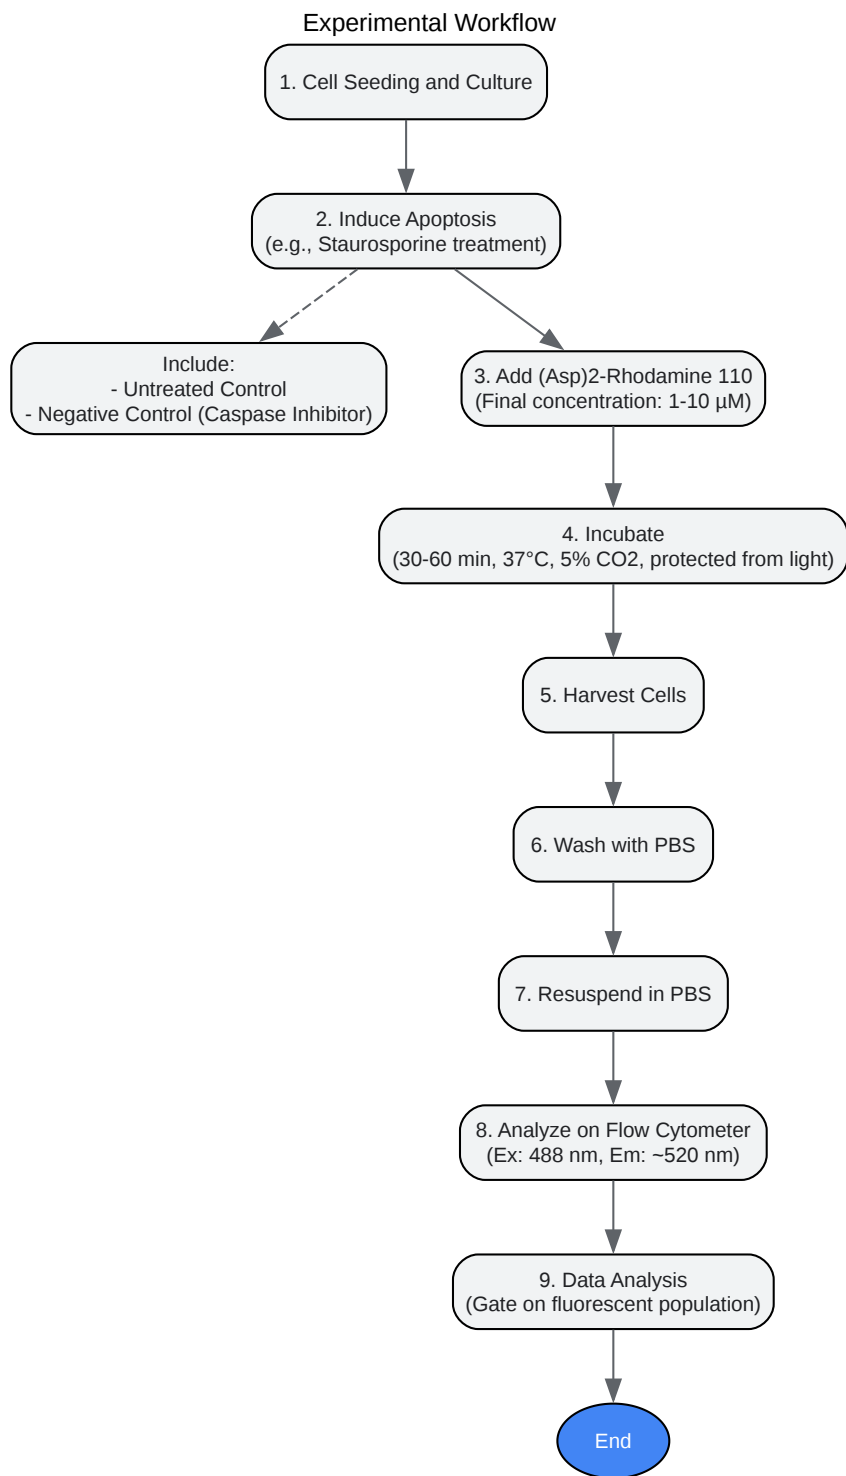 Experimental Workflow
1. Cell Seeding and Culture
2. Induce Apoptosis
(e.g., Staurosporine treatment)
Include:
- Untreated Control
- Negative Control (Caspase Inhibitor)
3. Add (Asp)2-Rhodamine 110
(Final concentration: 1-10 µM)
4. Incubate
(30-60 min, 37°C, 5% CO2, protected from light)
5. Harvest Cells
6. Wash with PBS
7. Resuspend in PBS
8. Analyze on Flow Cytometer
(Ex: 488 nm, Em: ~520 nm)
9. Data Analysis
(Gate on fluorescent population)
End